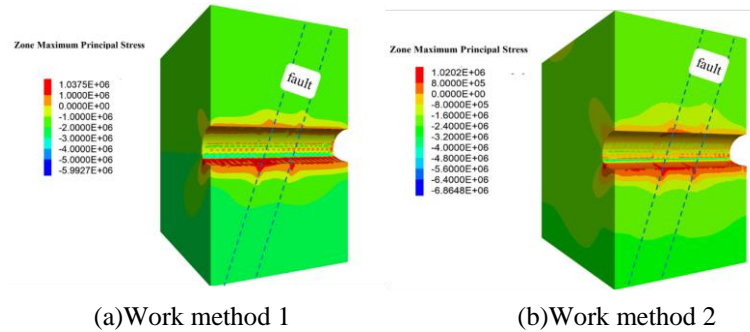 Zone Maximum Principal Stress
1.0375E+06
1.0000E+06
0.0000E+00
-1.0000E+06
-2.0000E+06
-3.0000E+06
-4.0000E+06
-5.0000E+06
-5.9927E+06
fault
(a)Work method 1
Zone Maximum Principal Stress
1.0202E+06
8.0000E+05
0.0000E+00
-8.0000E+05
-1.6000E+06
-2.4000E+06
-3.2000E+06
-4.0000E+06
-4.8000E+06
-5.6000E+06
-6.4000E+06
-6.8648E+06
fault
(b)Work method 2